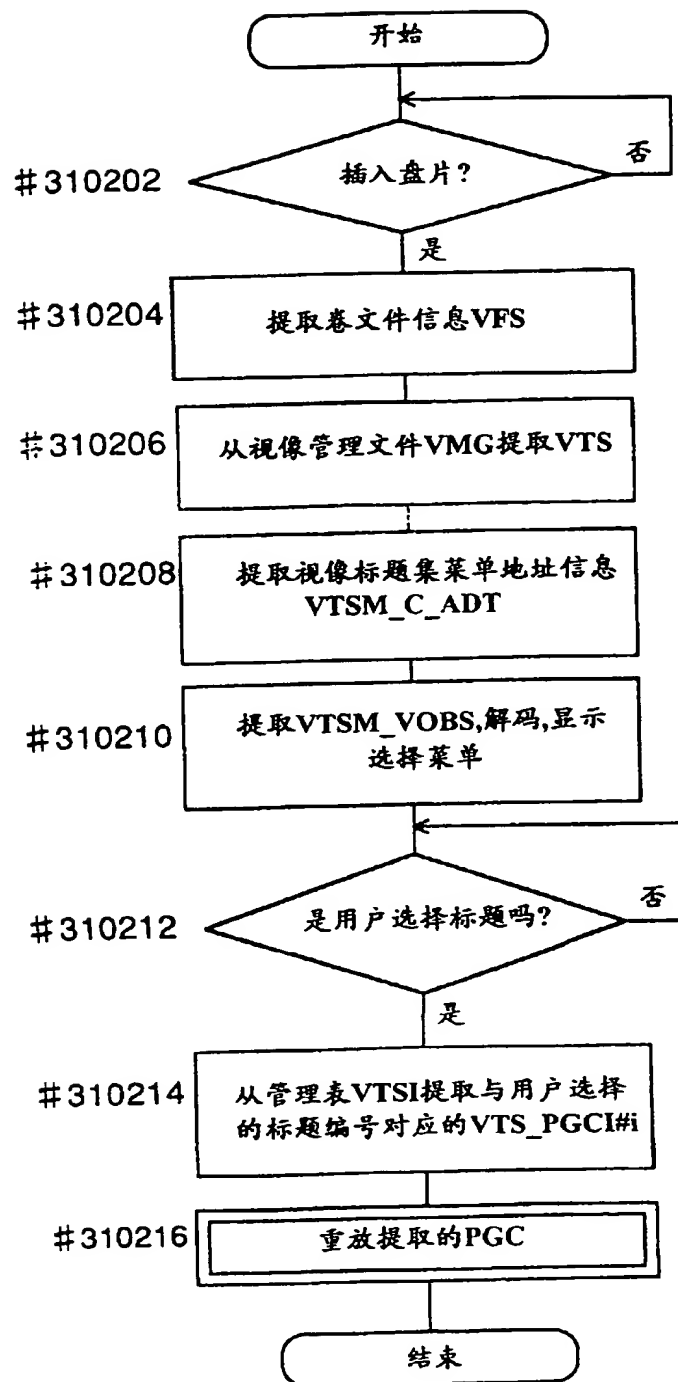 开始
#310202
插入盘片?
否
是
#310204
提取卷文件信息VFS
#310206
从视像管理文件VMG提取VTS
#310208
提取视像标题集菜单地址信息
VTSM_C_ADT
#310210
提取VTSM_VOBS,解码,显示
选择菜单
#310212
是用户选择标题吗?
否
是
#310214
从管理表VTSI提取与用户选择
的标题编号对应的VTS_PGCI#i
#310216
重放提取的PGC
结束